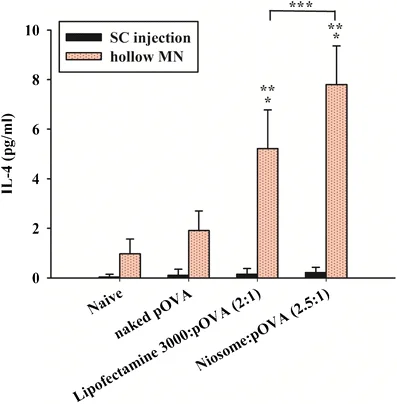 ***
**
*
**
*
SC injection
hollow MN
IL-4 (pg/ml)
10
8
6
4
2
0
Naive
naked pOVA
Lipofectamine 3000:pOVA (2:1)
Niosome:pOVA (2.5:1)